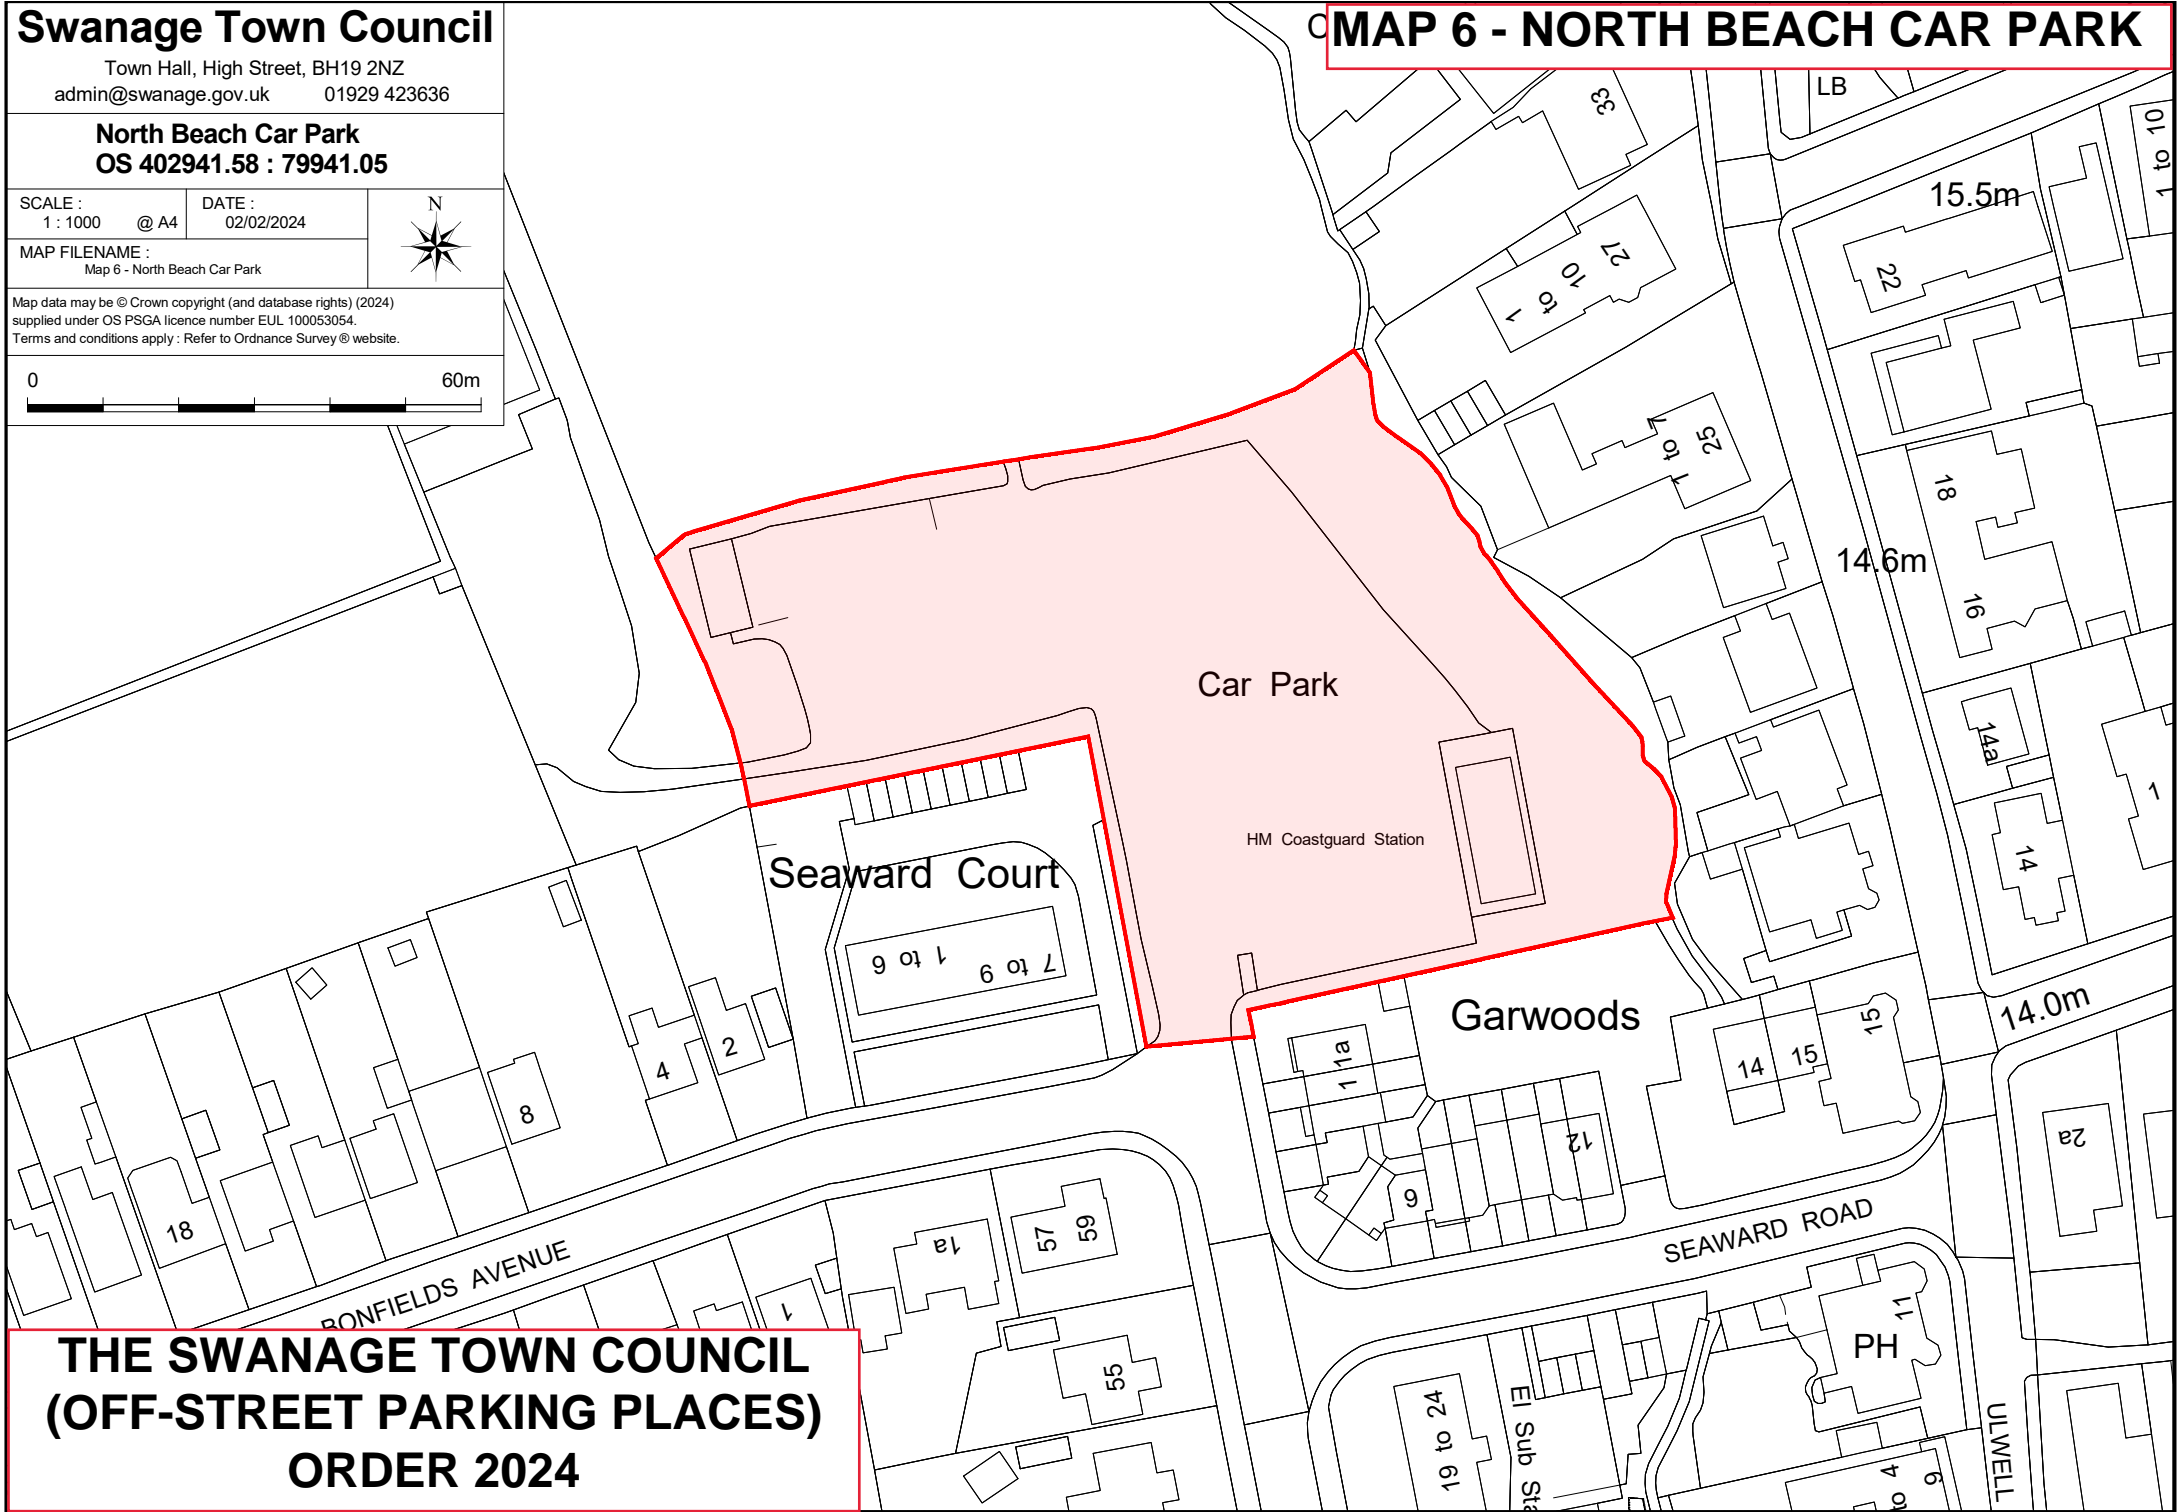 Swanage Town Council
Town Hall, High Street, BH19 2NZ
admin@swanage.gov.uk 01929 423636
North Beach Car Park
OS 402941.58 : 79941.05
SCALE :
1 : 1000 @ A4
DATE :
02/02/2024
N
MAP FILENAME :
Map 6 - North Beach Car Park
Map data may be © Crown copyright (and database rights) (2024)
supplied under OS PSGA licence number EUL 100053054.
Terms and conditions apply : Refer to Ordnance Survey ® website.
0 60m
MAP 6 - NORTH BEACH CAR PARK
LB
33
1 to 10
15.5m
27
1 to 10
22
25
1 to 7
18
14.6m
16
Car Park
14a
1
HM Coastguard Station
14
Seaward Court
1 to 6
7 to 9
Garwoods
14.0m
15
14
15
1a
1
4
2
8
12
9
2a
18
1a
57
59
SEAWARD ROAD
BONFIELDS AVENUE
1
11
PH
55
19 to 24
El Sub Sta
ULWELL
to 4
9
THE SWANAGE TOWN COUNCIL
(OFF-STREET PARKING PLACES)
ORDER 2024